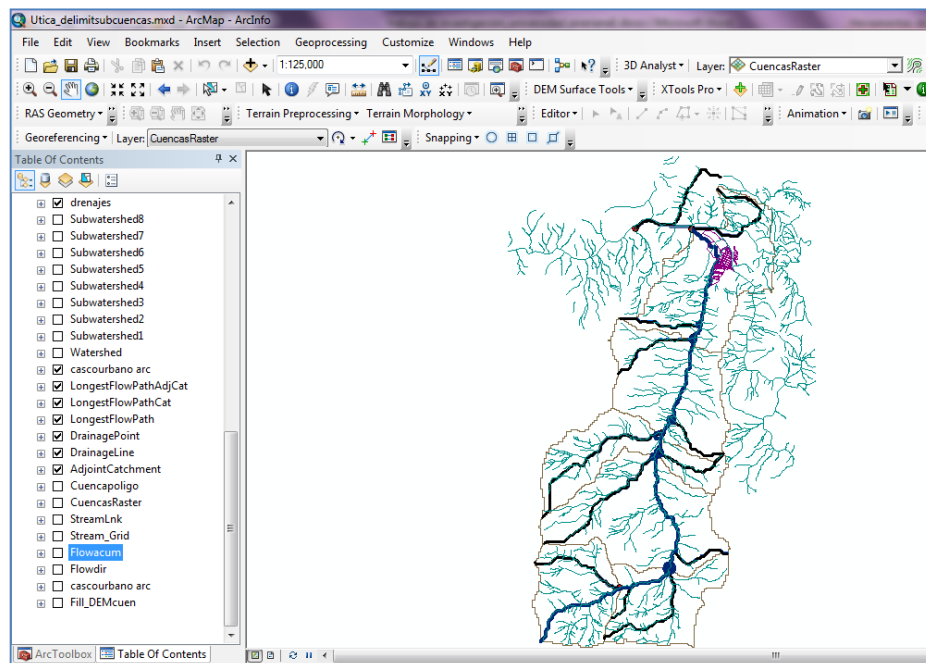 Utica_delimitsubcuencas.mxd - ArcMap - ArcInfo
File Edit View Bookmarks Insert Selection Geoprocessing Customize Windows Help
1:125,000 3D Analyst Layer: CuencasRaster
DEM Surface Tools XTools Pro
RAS Geometry Terrain Preprocessing Terrain Morphology Editor Animation
Georeferencing Layer: CuencasRaster Snapping
Table Of Contents
drenajes
Subwatershed8
Subwatershed7
Subwatershed6
Subwatershed5
Subwatershed4
Subwatershed3
Subwatershed2
Subwatershed1
Watershed
cascourbano arc
LongestFlowPathAdjCat
LongestFlowPathCat
LongestFlowPath
DrainagePoint
DrainageLine
AdjointCatchment
Cuencapoligo
CuencasRaster
StreamLnk
Stream_Grid
Flowacum
Flowdir
cascourbano arc
Fill_DEMcuen
ArcToolbox Table Of Contents